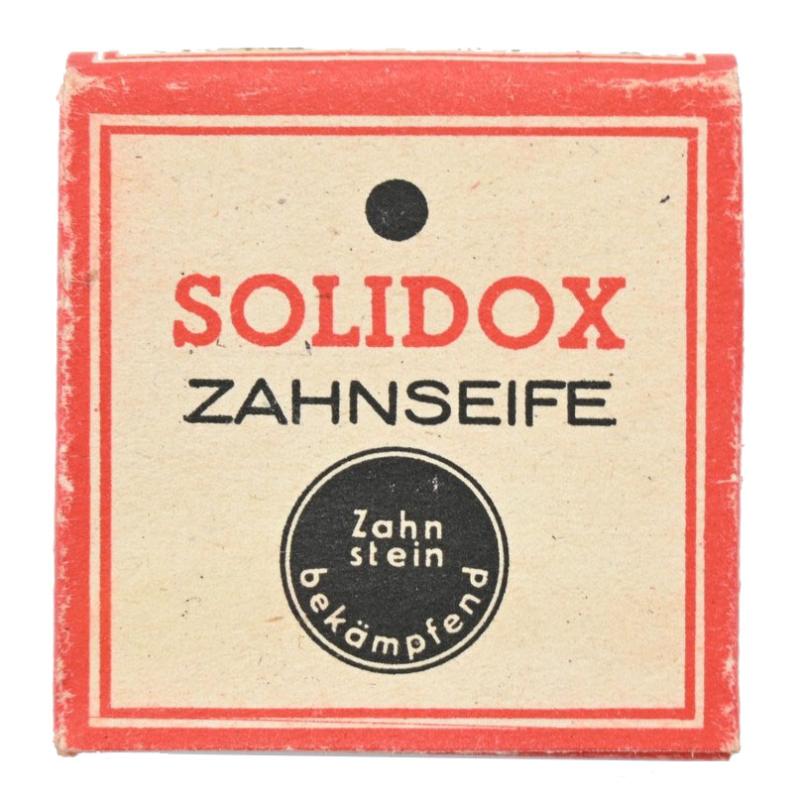 SOLIDOX
ZAHNSEIFE
Zahn
stein
bekämpfend